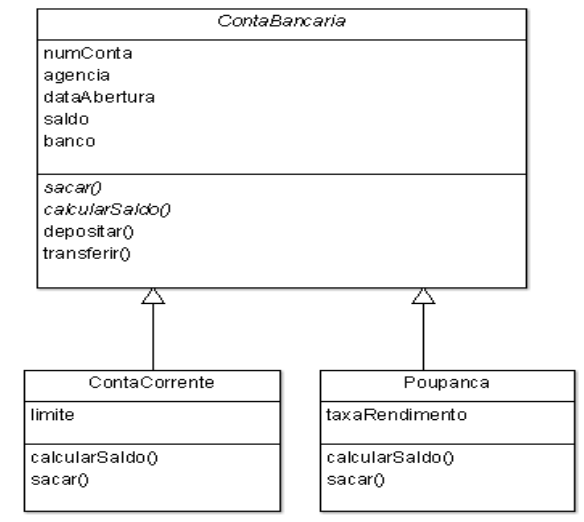 ContaBancaria
numConta
agencia
dataAbertura
saldo
banco
sacar()
calcularSaldo()
depositar()
transferir()
ContaCorrente
limite
calcularSaldo()
sacar()
Poupanca
taxaRendimento
calcularSaldo()
sacar()